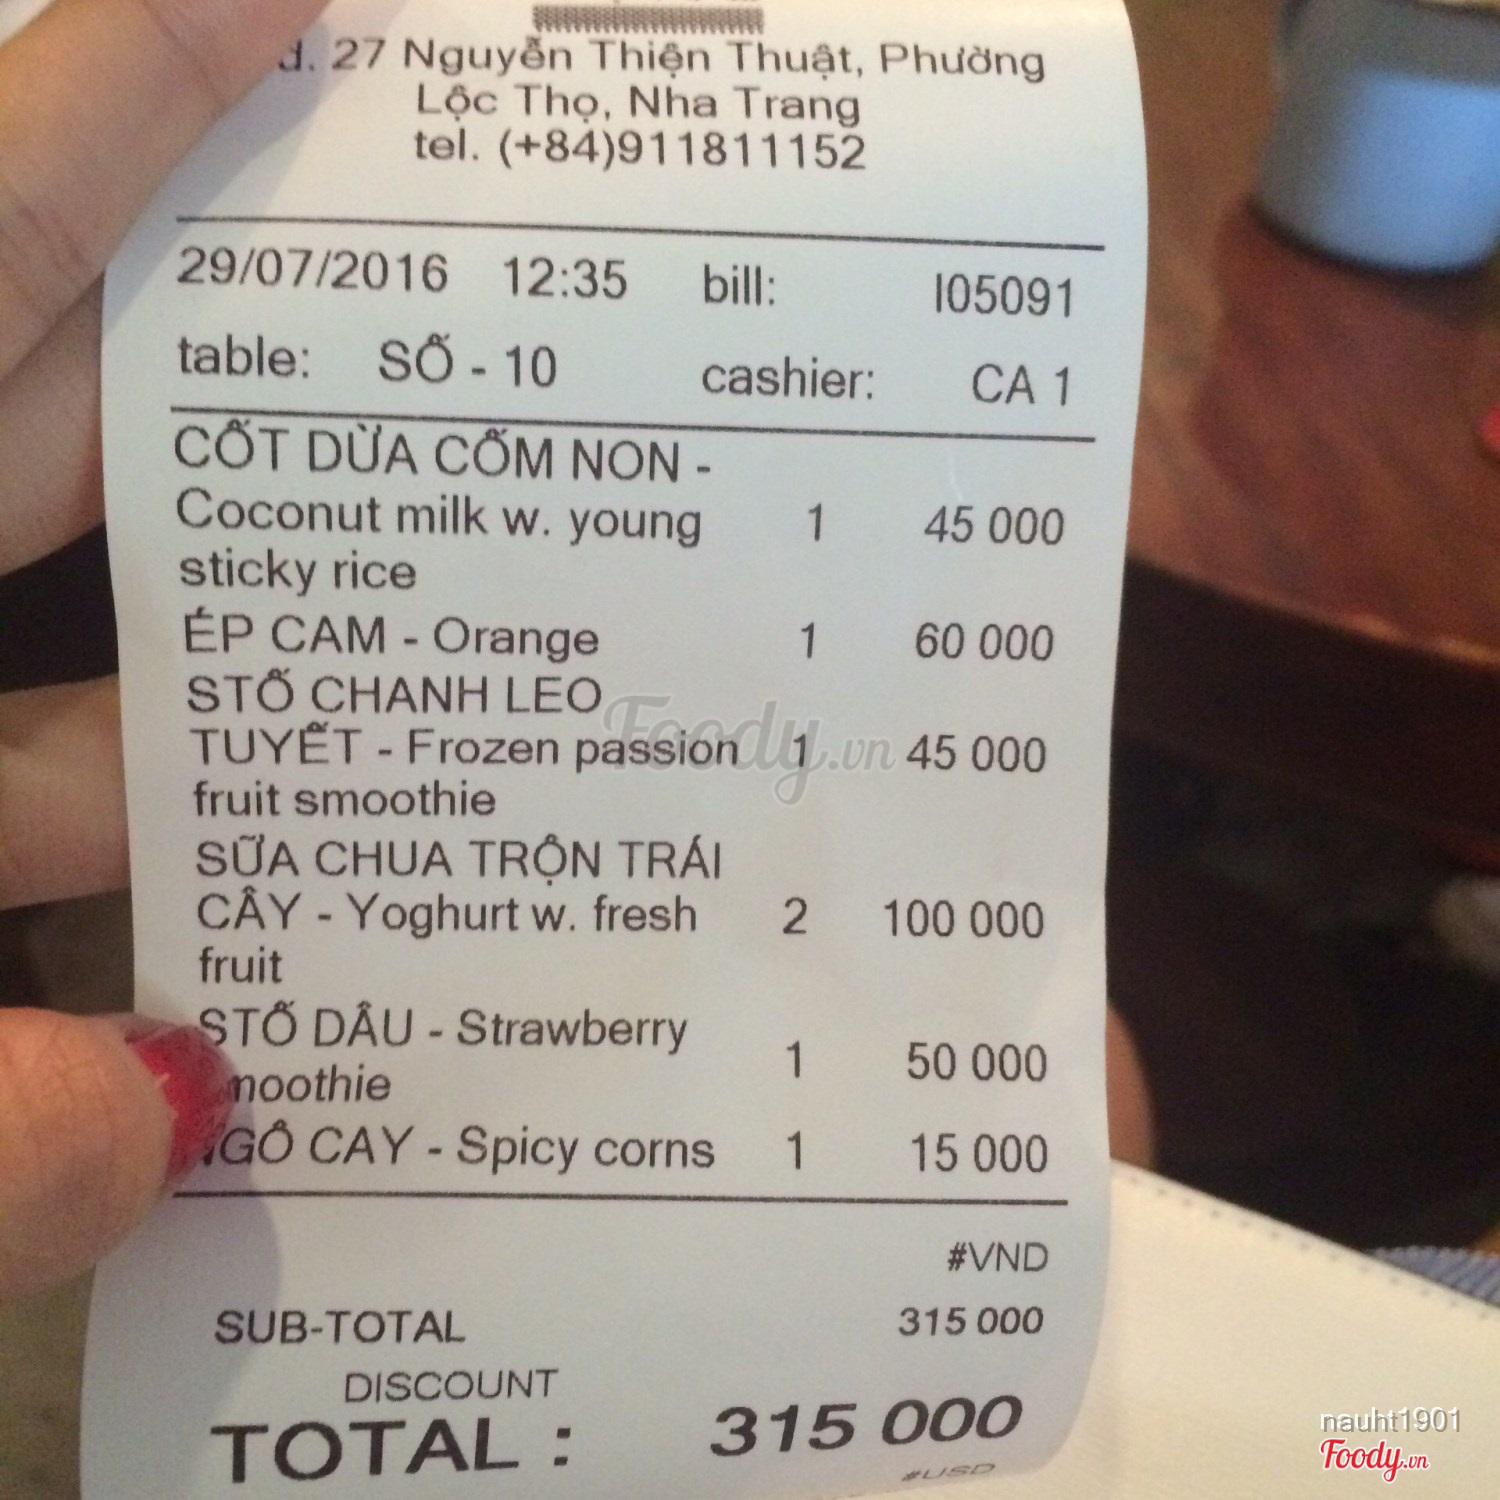 d. 27 Nguyễn Thiện Thuật, Phường
Lộc Thọ, Nha Trang
tel. (+84)911811152
29/07/2016 12:35 bill: I05091
table: SỐ - 10 cashier: CA 1
CỐT DỪA CỐM NON -
Coconut milk w. young 1 45 000
sticky rice
ÉP CAM - Orange 1 60 000
STỐ CHANH LEO
TUYẾT - Frozen passion 1 45 000
fruit smoothie
SỮA CHUA TRỘN TRÁI
CÂY - Yoghurt w. fresh 2 100 000
fruit
STỐ DÂU - Strawberry
moothie 1 50 000
GÔ CAY - Spicy corns 1 15 000
#VND
SUB-TOTAL 315 000
DISCOUNT
TOTAL : 315 000
#USD
Foody.vn
nauht1901
Foody.vn